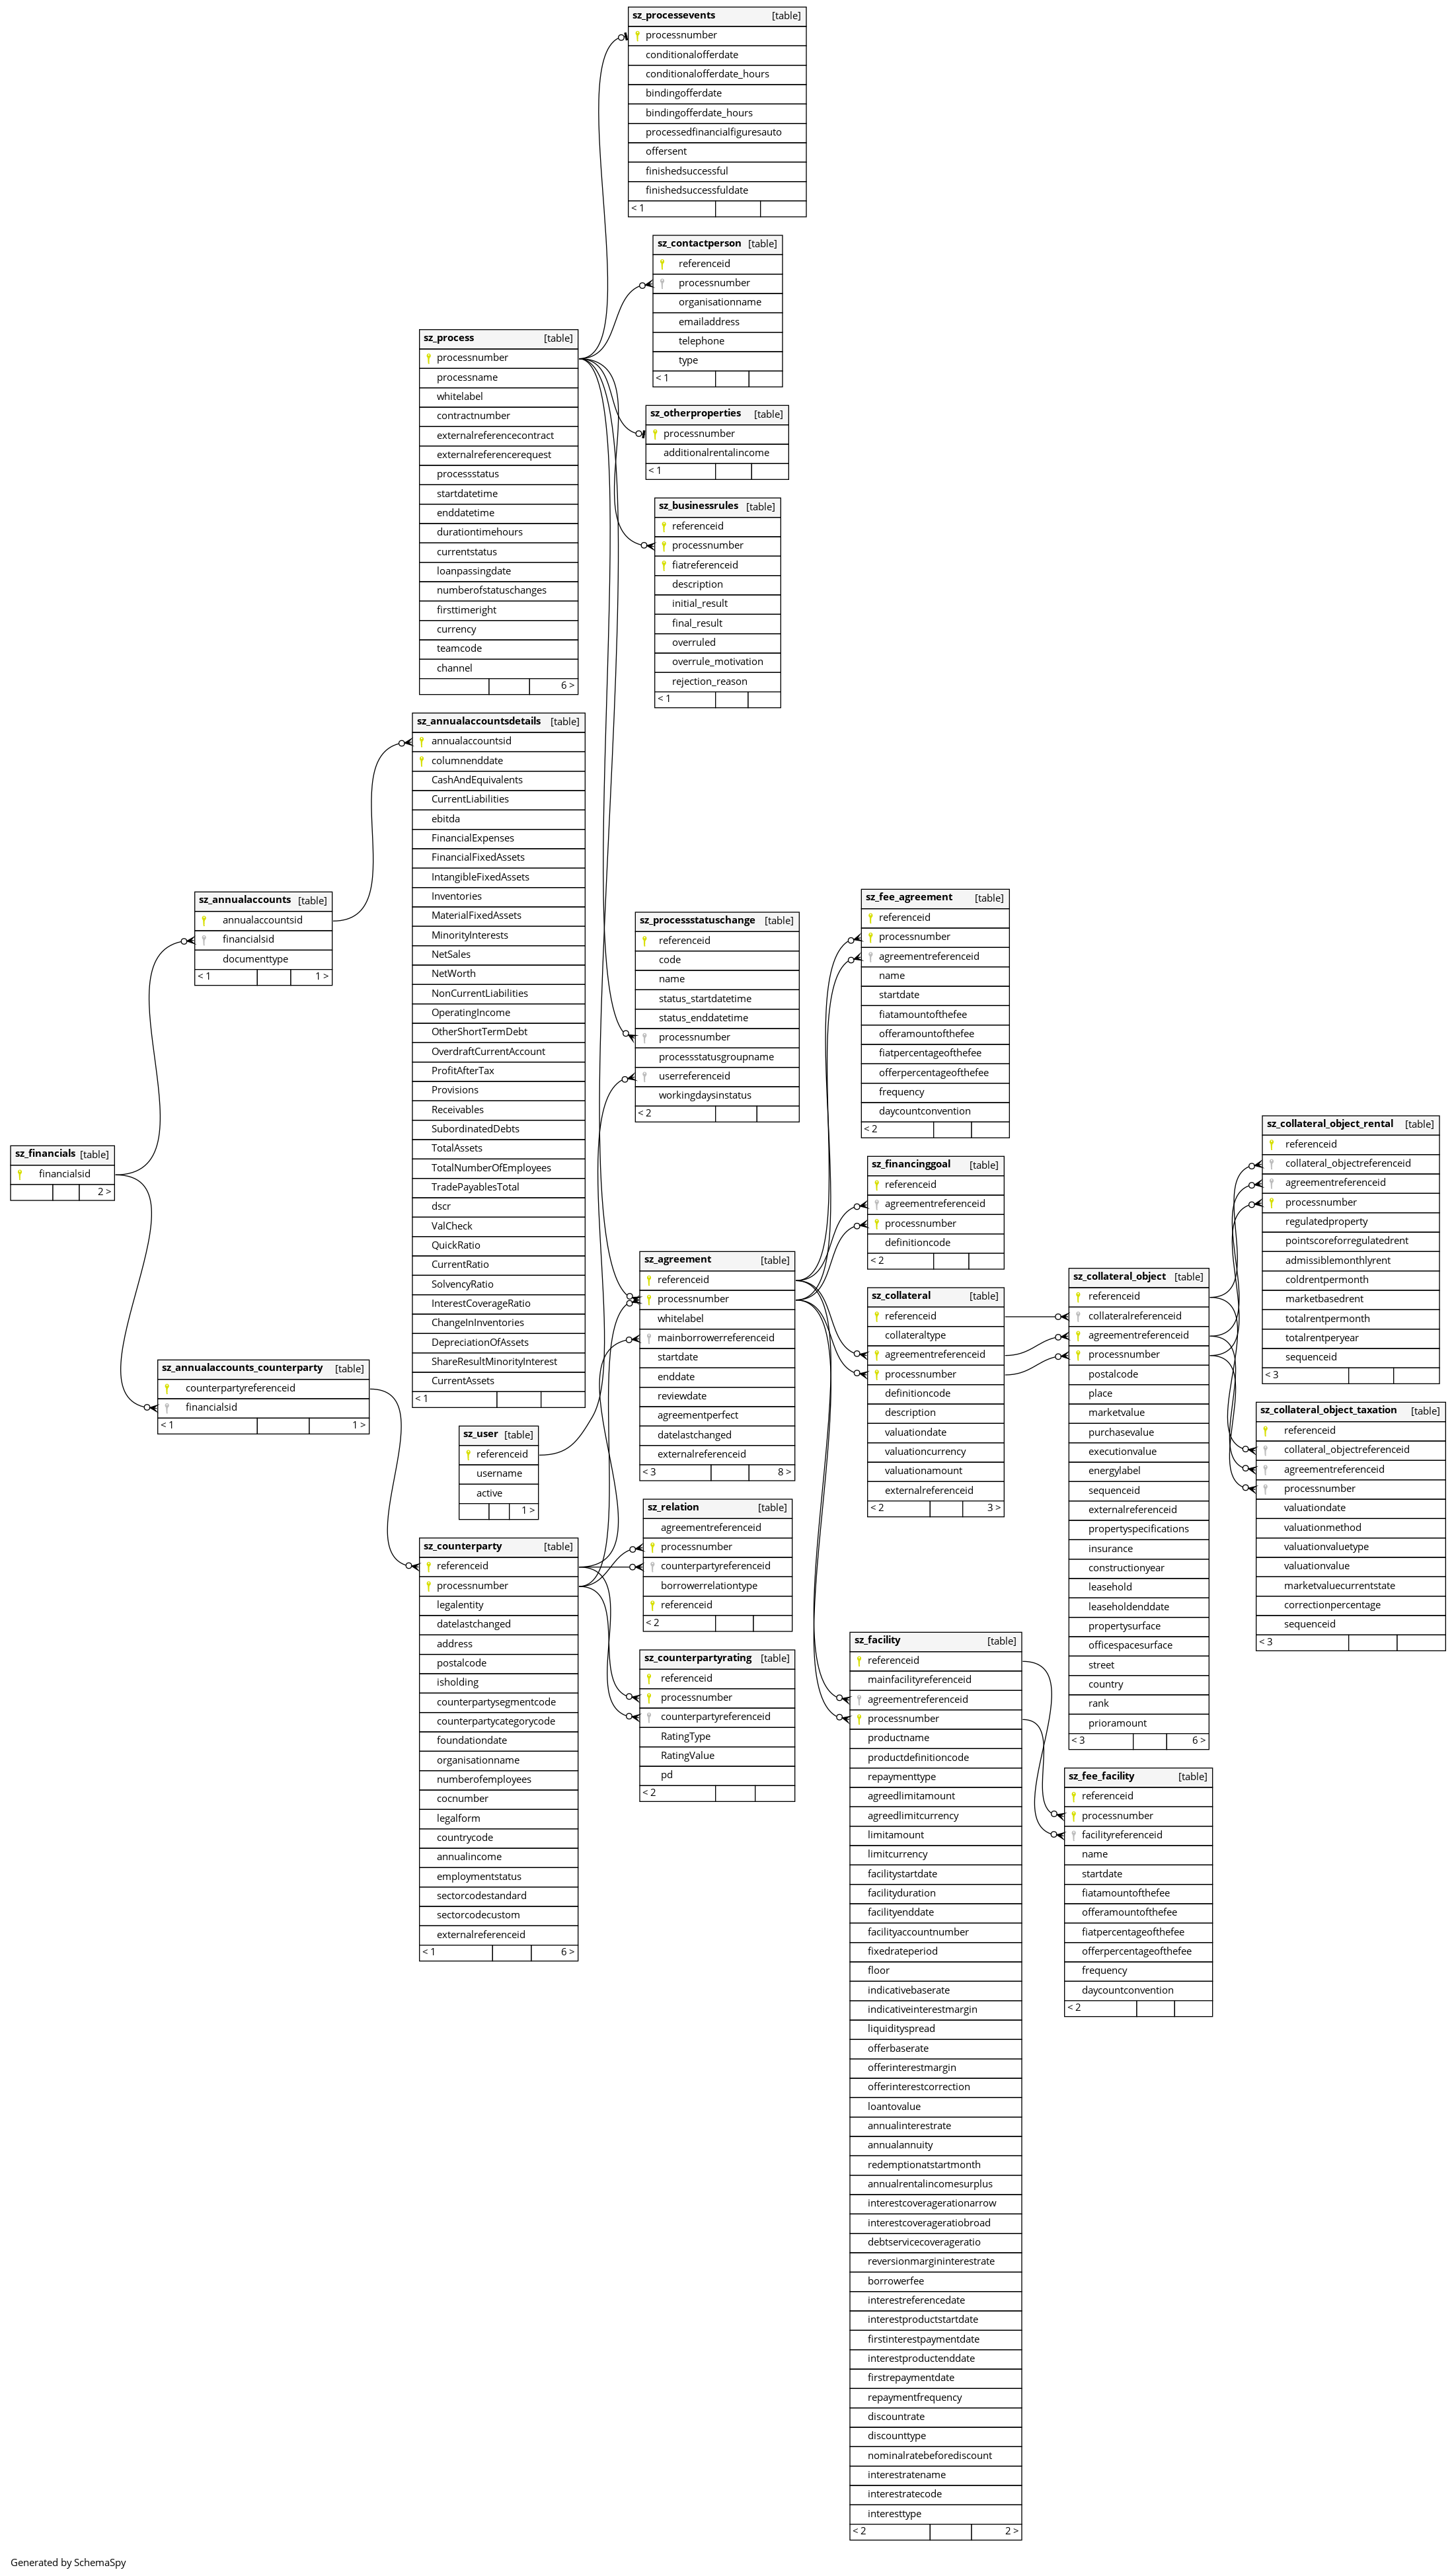 sz_processevents [table]
processnumber
conditionalofferdate
conditionalofferdate_hours
bindingofferdate
bindingofferdate_hours
processedfinancialfiguresauto
offersent
finishedsuccessful
finishedsuccessfuldate
< 1
sz_contactperson [table]
referenceid
processnumber
organisationname
emailaddress
telephone
type
< 1
sz_process [table]
processnumber
processname
whitelabel
contractnumber
externalreferencecontract
externalreferencerequest
processstatus
startdatetime
enddatetime
durationtimehours
currentstatus
loanpassingdate
numberofstatuschanges
firsttimeright
currency
teamcode
channel
6 >
sz_otherproperties [table]
processnumber
additionalrentalincome
< 1
sz_businessrules [table]
referenceid
processnumber
fiatreferenceid
description
initial_result
final_result
overruled
overrule_motivation
rejection_reason
< 1
sz_annualaccountsdetails [table]
annualaccountsid
columnenddate
CashAndEquivalents
CurrentLiabilities
ebitda
FinancialExpenses
FinancialFixedAssets
IntangibleFixedAssets
Inventories
MaterialFixedAssets
MinorityInterests
NetSales
NetWorth
NonCurrentLiabilities
OperatingIncome
OtherShortTermDebt
OverdraftCurrentAccount
ProfitAfterTax
Provisions
Receivables
SubordinatedDebts
TotalAssets
TotalNumberOfEmployees
TradePayablesTotal
dscr
ValCheck
QuickRatio
CurrentRatio
SolvencyRatio
InterestCoverageRatio
ChangeInInventories
DepreciationOfAssets
ShareResultMinorityInterest
CurrentAssets
< 1
sz_annualaccounts [table]
annualaccountsid
financialsid
documenttype
< 1 1 >
sz_processstatuschange [table]
referenceid
code
name
status_startdatetime
status_enddatetime
processnumber
processstatusgroupname
userreferenceid
workingdaysinstatus
< 2
sz_fee_agreement [table]
referenceid
processnumber
agreementreferenceid
name
startdate
fiatamountofthefee
offeramountofthefee
fiatpercentageofthefee
offerpercentageofthefee
frequency
daycountconvention
< 2
sz_financials [table]
financialsid
2 >
sz_financinggoal [table]
referenceid
agreementreferenceid
processnumber
definitioncode
< 2
sz_collateral_object_rental [table]
referenceid
collateral_objectreferenceid
agreementreferenceid
processnumber
regulatedproperty
pointscoreforregulatedrent
admissiblemonthlyrent
coldrentpermonth
marketbasedrent
totalrentpermonth
totalrentperyear
sequenceid
< 3
sz_agreement [table]
referenceid
processnumber
whitelabel
mainborrowerreferenceid
startdate
enddate
reviewdate
agreementperfect
datelastchanged
externalreferenceid
< 3 8 >
sz_collateral [table]
referenceid
collateraltype
agreementreferenceid
processnumber
definitioncode
description
valuationdate
valuationcurrency
valuationamount
externalreferenceid
< 2 3 >
sz_collateral_object [table]
referenceid
collateralreferenceid
agreementreferenceid
processnumber
postalcode
place
marketvalue
purchasevalue
executionvalue
energylabel
sequenceid
externalreferenceid
propertyspecifications
insurance
constructionyear
leasehold
leaseholdenddate
propertysurface
officespacesurface
street
country
rank
prioramount
< 3 6 >
sz_collateral_object_taxation [table]
referenceid
collateral_objectreferenceid
agreementreferenceid
processnumber
valuationdate
valuationmethod
valuationvaluetype
valuationvalue
marketvaluecurrentstate
correctionpercentage
sequenceid
< 3
sz_annualaccounts_counterparty [table]
counterpartyreferenceid
financialsid
< 1 1 >
sz_user [table]
referenceid
username
active
1 >
sz_relation [table]
agreementreferenceid
processnumber
counterpartyreferenceid
borrowerrelationtype
referenceid
< 2
sz_counterparty [table]
referenceid
processnumber
legalentity
datelastchanged
address
postalcode
isholding
counterpartysegmentcode
counterpartycategorycode
foundationdate
organisationname
numberofemployees
cocnumber
legalform
countrycode
annualincome
employmentstatus
sectorcodestandard
sectorcodecustom
externalreferenceid
< 1 6 >
sz_counterpartyrating [table]
referenceid
processnumber
counterpartyreferenceid
RatingType
RatingValue
pd
< 2
sz_facility [table]
referenceid
mainfacilityreferenceid
agreementreferenceid
processnumber
productname
productdefinitioncode
repaymenttype
agreedlimitamount
agreedlimitcurrency
limitamount
limitcurrency
facilitystartdate
facilityduration
facilityenddate
facilityaccountnumber
fixedrateperiod
floor
indicativebaserate
indicativeinterestmargin
liquidityspread
offerbaserate
offerinterestmargin
offerinterestcorrection
loantovalue
annualinterestrate
annualannuity
redemptionatstartmonth
annualrentalincomesurplus
interestcoveragerationarrow
interestcoverageratiobroad
debtservicecoverageratio
reversionmargininterestrate
borrowerfee
interestreferencedate
interestproductstartdate
firstinterestpaymentdate
interestproductenddate
firstrepaymentdate
repaymentfrequency
discountrate
discounttype
nominalratebeforediscount
interestratename
interestratecode
interesttype
< 2 2 >
sz_fee_facility [table]
referenceid
processnumber
facilityreferenceid
name
startdate
fiatamountofthefee
offeramountofthefee
fiatpercentageofthefee
offerpercentageofthefee
frequency
daycountconvention
< 2
Generated by SchemaSpy